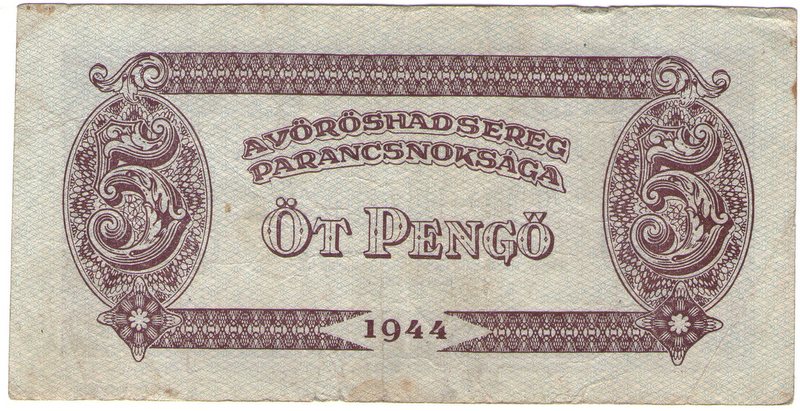 A VÖRÖSHADSEREG
PARANCSNOKSÁGA
5 ÖT PENGŐ 5
1944